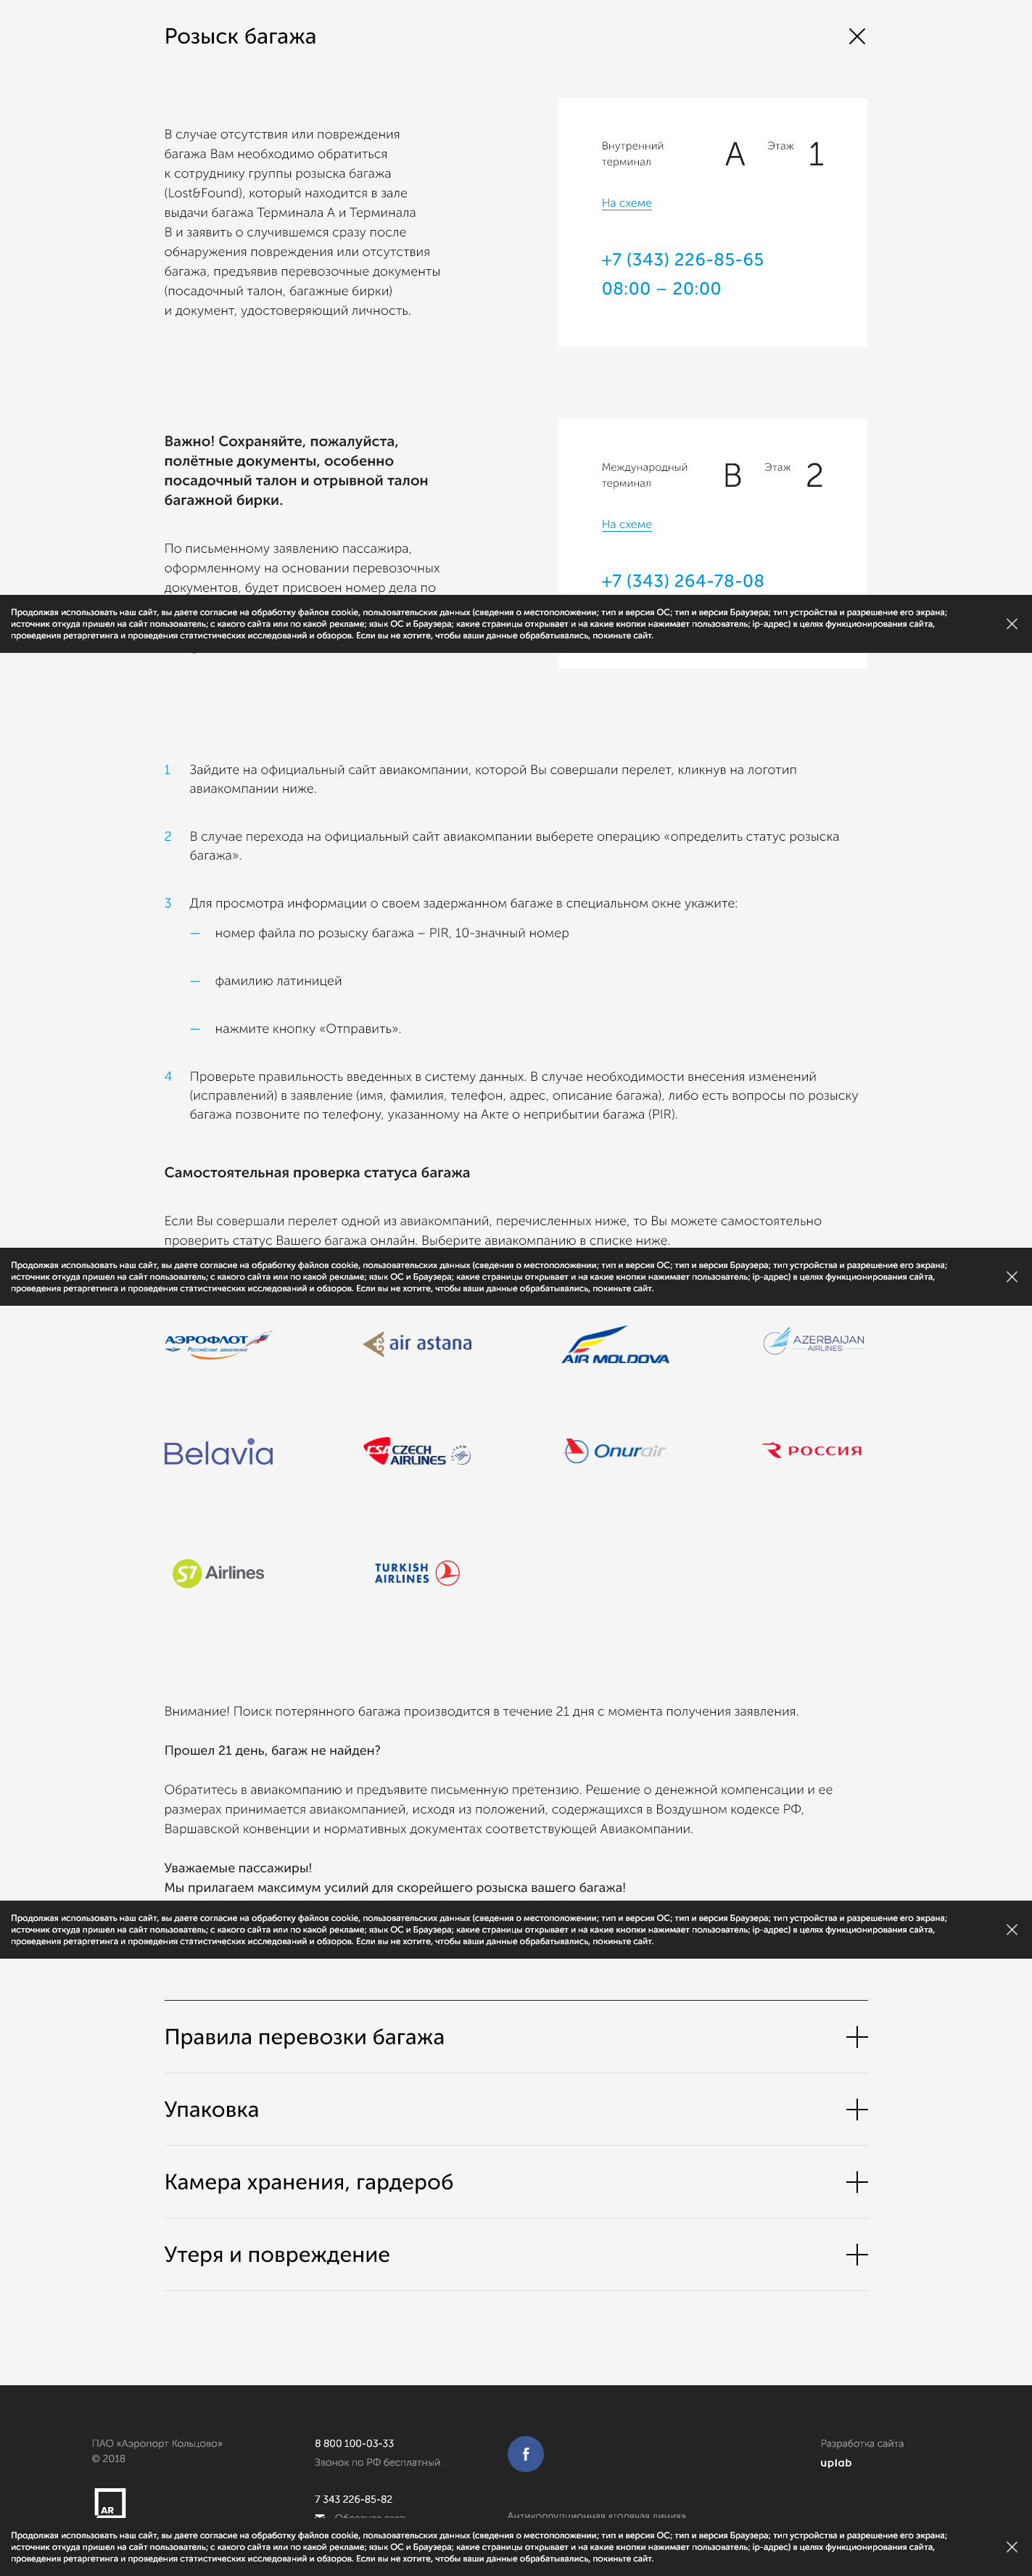 Розыск багажа
В случае отсутствия или повреждения
багажа Вам необходимо обратиться
к сотруднику группы розыска багажа
(Lost&Found), который находится в зале
выдачи багажа Терминала А и Терминала
В и заявить о случившемся сразу после
обнаружения повреждения или отсутствия
багажа, предъявив перевозочные документы
(посадочный талон, багажные бирки)
и документ, удостоверяющий личность.
Внутренний
терминал
A
Этаж
1
На схеме
+7 (343) 226-85-65
08:00 – 20:00
Важно! Сохраняйте, пожалуйста,
полётные документы, особенно
посадочный талон и отрывной талон
багажной бирки.
По письменному заявлению пассажира,
оформленному на основании перевозочных
документов, будет присвоен номер дела по
Международный
терминал
B
Этаж
2
На схеме
+7 (343) 264-78-08
Продолжая использовать наш сайт, вы даете согласие на обработку файлов cookie, пользовательских данных (сведения о местоположении; тип и версия ОС; тип и версия Браузера; тип устройства и разрешение его экрана;
источник откуда пришел на сайт пользователь; с какого сайта или по какой рекламе; язык ОС и Браузера; какие страницы открывает и на какие кнопки нажимает пользователь; ip-адрес) в целях функционирования сайта,
проведения ретаргетинга и проведения статистических исследований и обзоров. Если вы не хотите, чтобы ваши данные обрабатывались, покиньте сайт.
1 Зайдите на официальный сайт авиакомпании, которой Вы совершали перелет, кликнув на логотип
авиакомпании ниже.
2 В случае перехода на официальный сайт авиакомпании выберете операцию «определить статус розыска
багажа».
3 Для просмотра информации о своем задержанном багаже в специальном окне укажите:
— номер файла по розыску багажа – PIR, 10-значный номер
— фамилию латиницей
— нажмите кнопку «Отправить».
4 Проверьте правильность введенных в систему данных. В случае необходимости внесения изменений
(исправлений) в заявление (имя, фамилия, телефон, адрес, описание багажа), либо есть вопросы по розыску
багажа позвоните по телефону, указанному на Акте о неприбытии багажа (PIR).
Самостоятельная проверка статуса багажа
Если Вы совершали перелет одной из авиакомпаний, перечисленных ниже, то Вы можете самостоятельно
проверить статус Вашего багажа онлайн. Выберите авиакомпанию в списке ниже.
Продолжая использовать наш сайт, вы даете согласие на обработку файлов cookie, пользовательских данных (сведения о местоположении; тип и версия ОС; тип и версия Браузера; тип устройства и разрешение его экрана;
источник откуда пришел на сайт пользователь; с какого сайта или по какой рекламе; язык ОС и Браузера; какие страницы открывает и на какие кнопки нажимает пользователь; ip-адрес) в целях функционирования сайта,
проведения ретаргетинга и проведения статистических исследований и обзоров. Если вы не хотите, чтобы ваши данные обрабатывались, покиньте сайт.
АЭРОФЛОТ
Российские авиалинии
air astana
AIR MOLDOVA
AZERBAIJAN
AIRLINES
Belavia
CSA CZECH
AIRLINES
Onurair
РОССИЯ
S7 Airlines
TURKISH
AIRLINES
Внимание! Поиск потерянного багажа производится в течение 21 дня с момента получения заявления.
Прошел 21 день, багаж не найден?
Обратитесь в авиакомпанию и предъявите письменную претензию. Решение о денежной компенсации и ее
размерах принимается авиакомпанией, исходя из положений, содержащихся в Воздушном кодексе РФ,
Варшавской конвенции и нормативных документах соответствующей Авиакомпании.
Уважаемые пассажиры!
Мы прилагаем максимум усилий для скорейшего розыска вашего багажа!
Продолжая использовать наш сайт, вы даете согласие на обработку файлов cookie, пользовательских данных (сведения о местоположении; тип и версия ОС; тип и версия Браузера; тип устройства и разрешение его экрана;
источник откуда пришел на сайт пользователь; с какого сайта или по какой рекламе; язык ОС и Браузера; какие страницы открывает и на какие кнопки нажимает пользователь; ip-адрес) в целях функционирования сайта,
проведения ретаргетинга и проведения статистических исследований и обзоров. Если вы не хотите, чтобы ваши данные обрабатывались, покиньте сайт.
Правила перевозки багажа
Упаковка
Камера хранения, гардероб
Утеря и повреждение
ПАО «Аэропорт Кольцово»
© 2018
AR
8 800 100-03-33
Звонок по РФ бесплатный
7 343 226-85-82
Обратная связь
f
Антикоррупционная «горячая линия»
Разработка сайта
uplab
Продолжая использовать наш сайт, вы даете согласие на обработку файлов cookie, пользовательских данных (сведения о местоположении; тип и версия ОС; тип и версия Браузера; тип устройства и разрешение его экрана;
источник откуда пришел на сайт пользователь; с какого сайта или по какой рекламе; язык ОС и Браузера; какие страницы открывает и на какие кнопки нажимает пользователь; ip-адрес) в целях функционирования сайта,
проведения ретаргетинга и проведения статистических исследований и обзоров. Если вы не хотите, чтобы ваши данные обрабатывались, покиньте сайт.